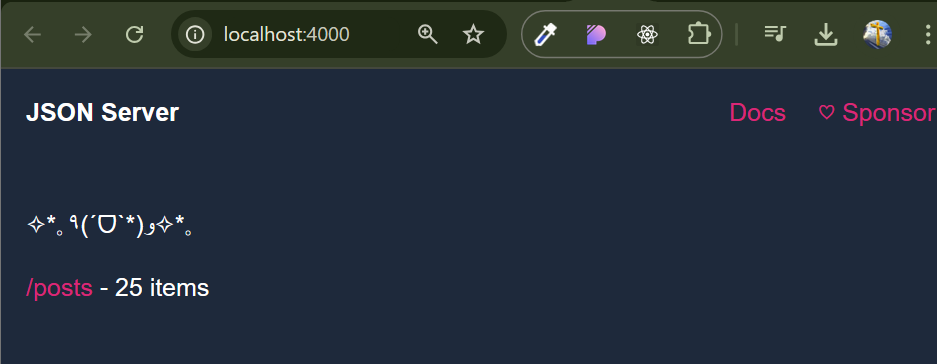 localhost:4000
JSON Server
Docs
♡ Sponsor
✧*｡٩(ˊᗜˋ*)و✧*｡
/posts - 25 items